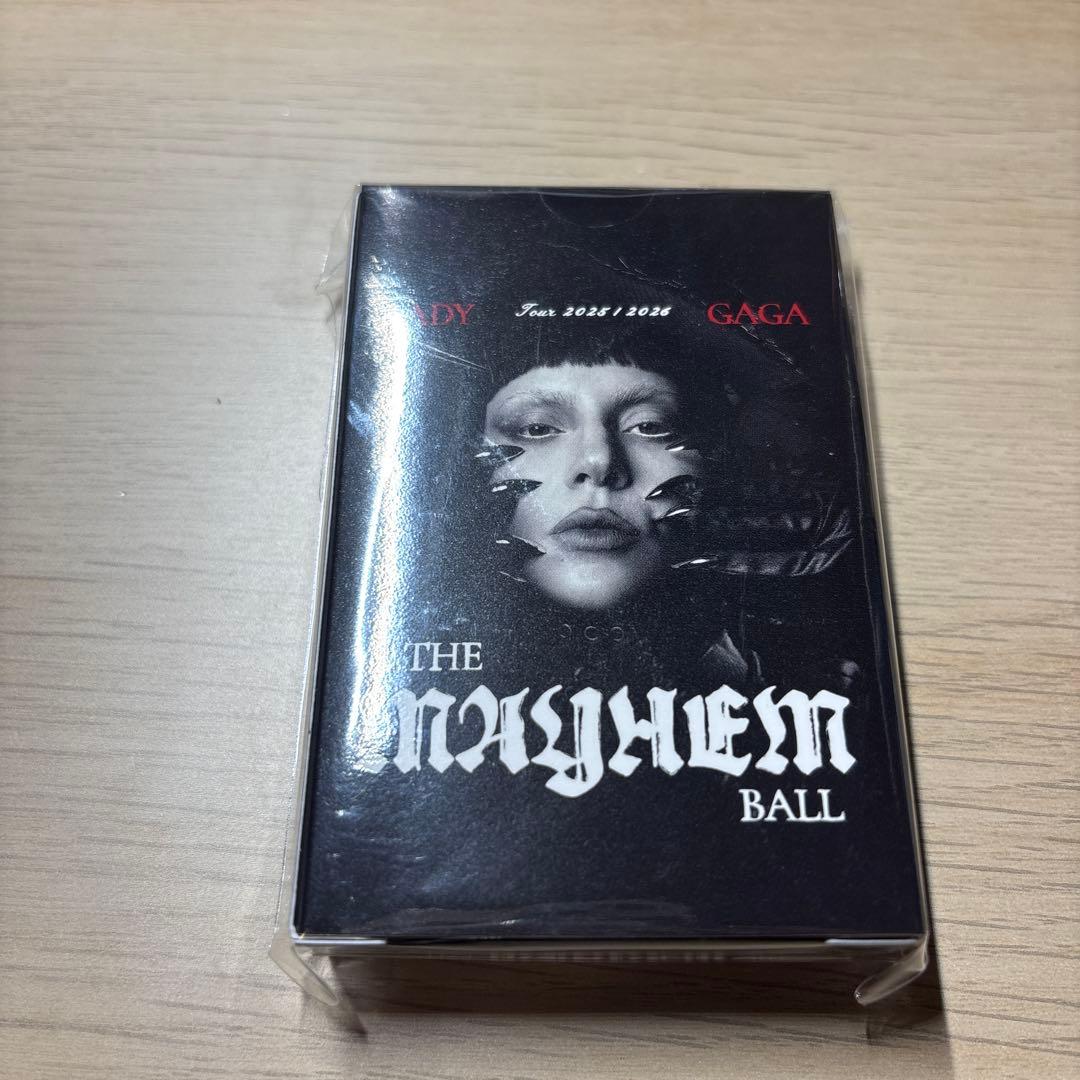 ADY Tour 2025 / 2026 GAGA
THE
MAYHEM
BALL